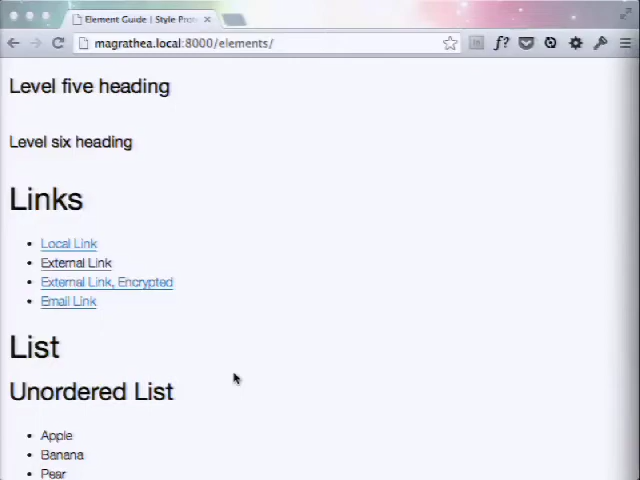 Element Guide | Style Pro
magrathea.local:8000/elements/
f?
Level five heading
Level six heading
Links
Local Link
External Link
External Link, Encrypted
Email Link
List
Unordered List
Apple
Banana
Pear